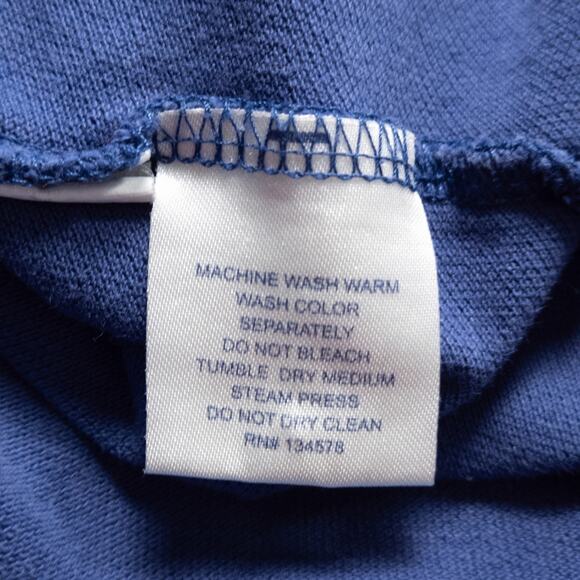 MACHINE WASH WARM
WASH COLOR
SEPARATELY
DO NOT BLEACH
TUMBLE DRY MEDIUM
STEAM PRESS
DO NOT DRY CLEAN
RN# 134578